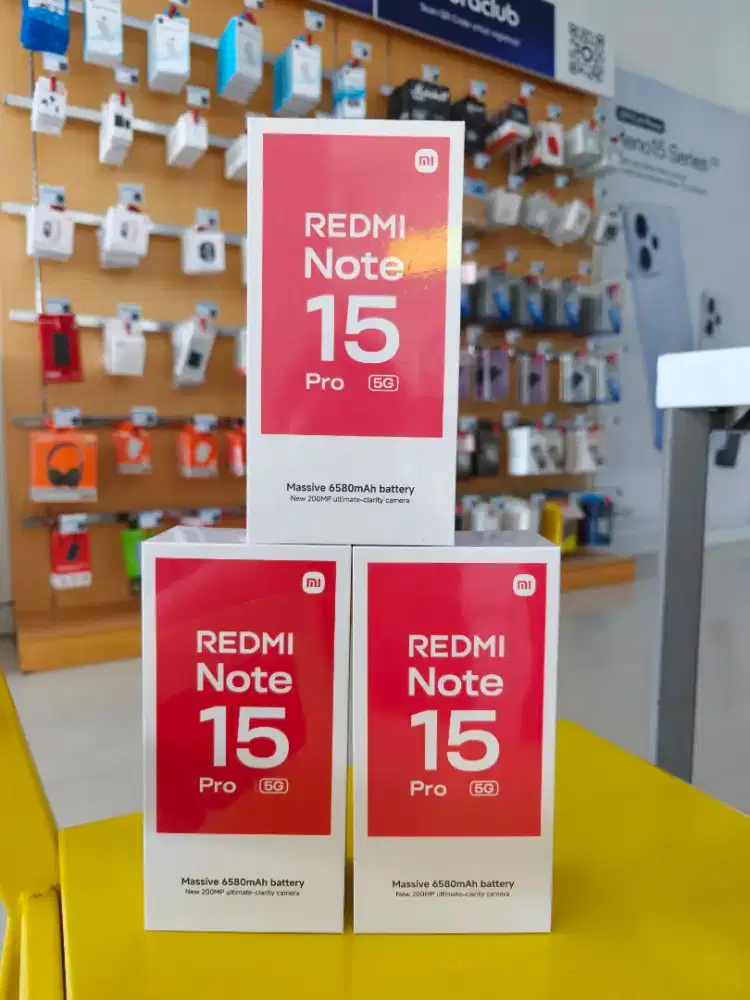 Reno15 Series
mi
REDMI
Note
15
Pro 5G
Massive 6580mAh battery
New 200MP ultimate-clarity camera
mi
REDMI
Note
15
Pro 5G
Massive 6580mAh battery
New 200MP ultimate-clarity camera
mi
REDMI
Note
15
Pro 5G
Massive 6580mAh battery
New 200MP ultimate-clarity camera